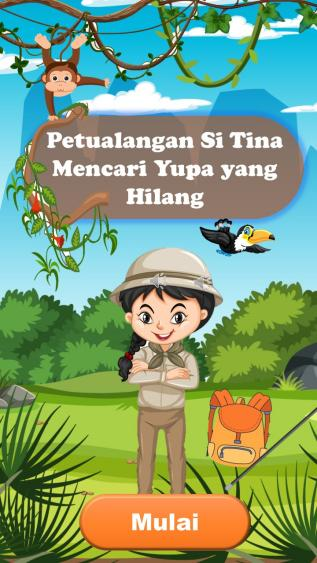 Petualangan Si Tina
Mencari Yupa yang
Hilang
Mulai